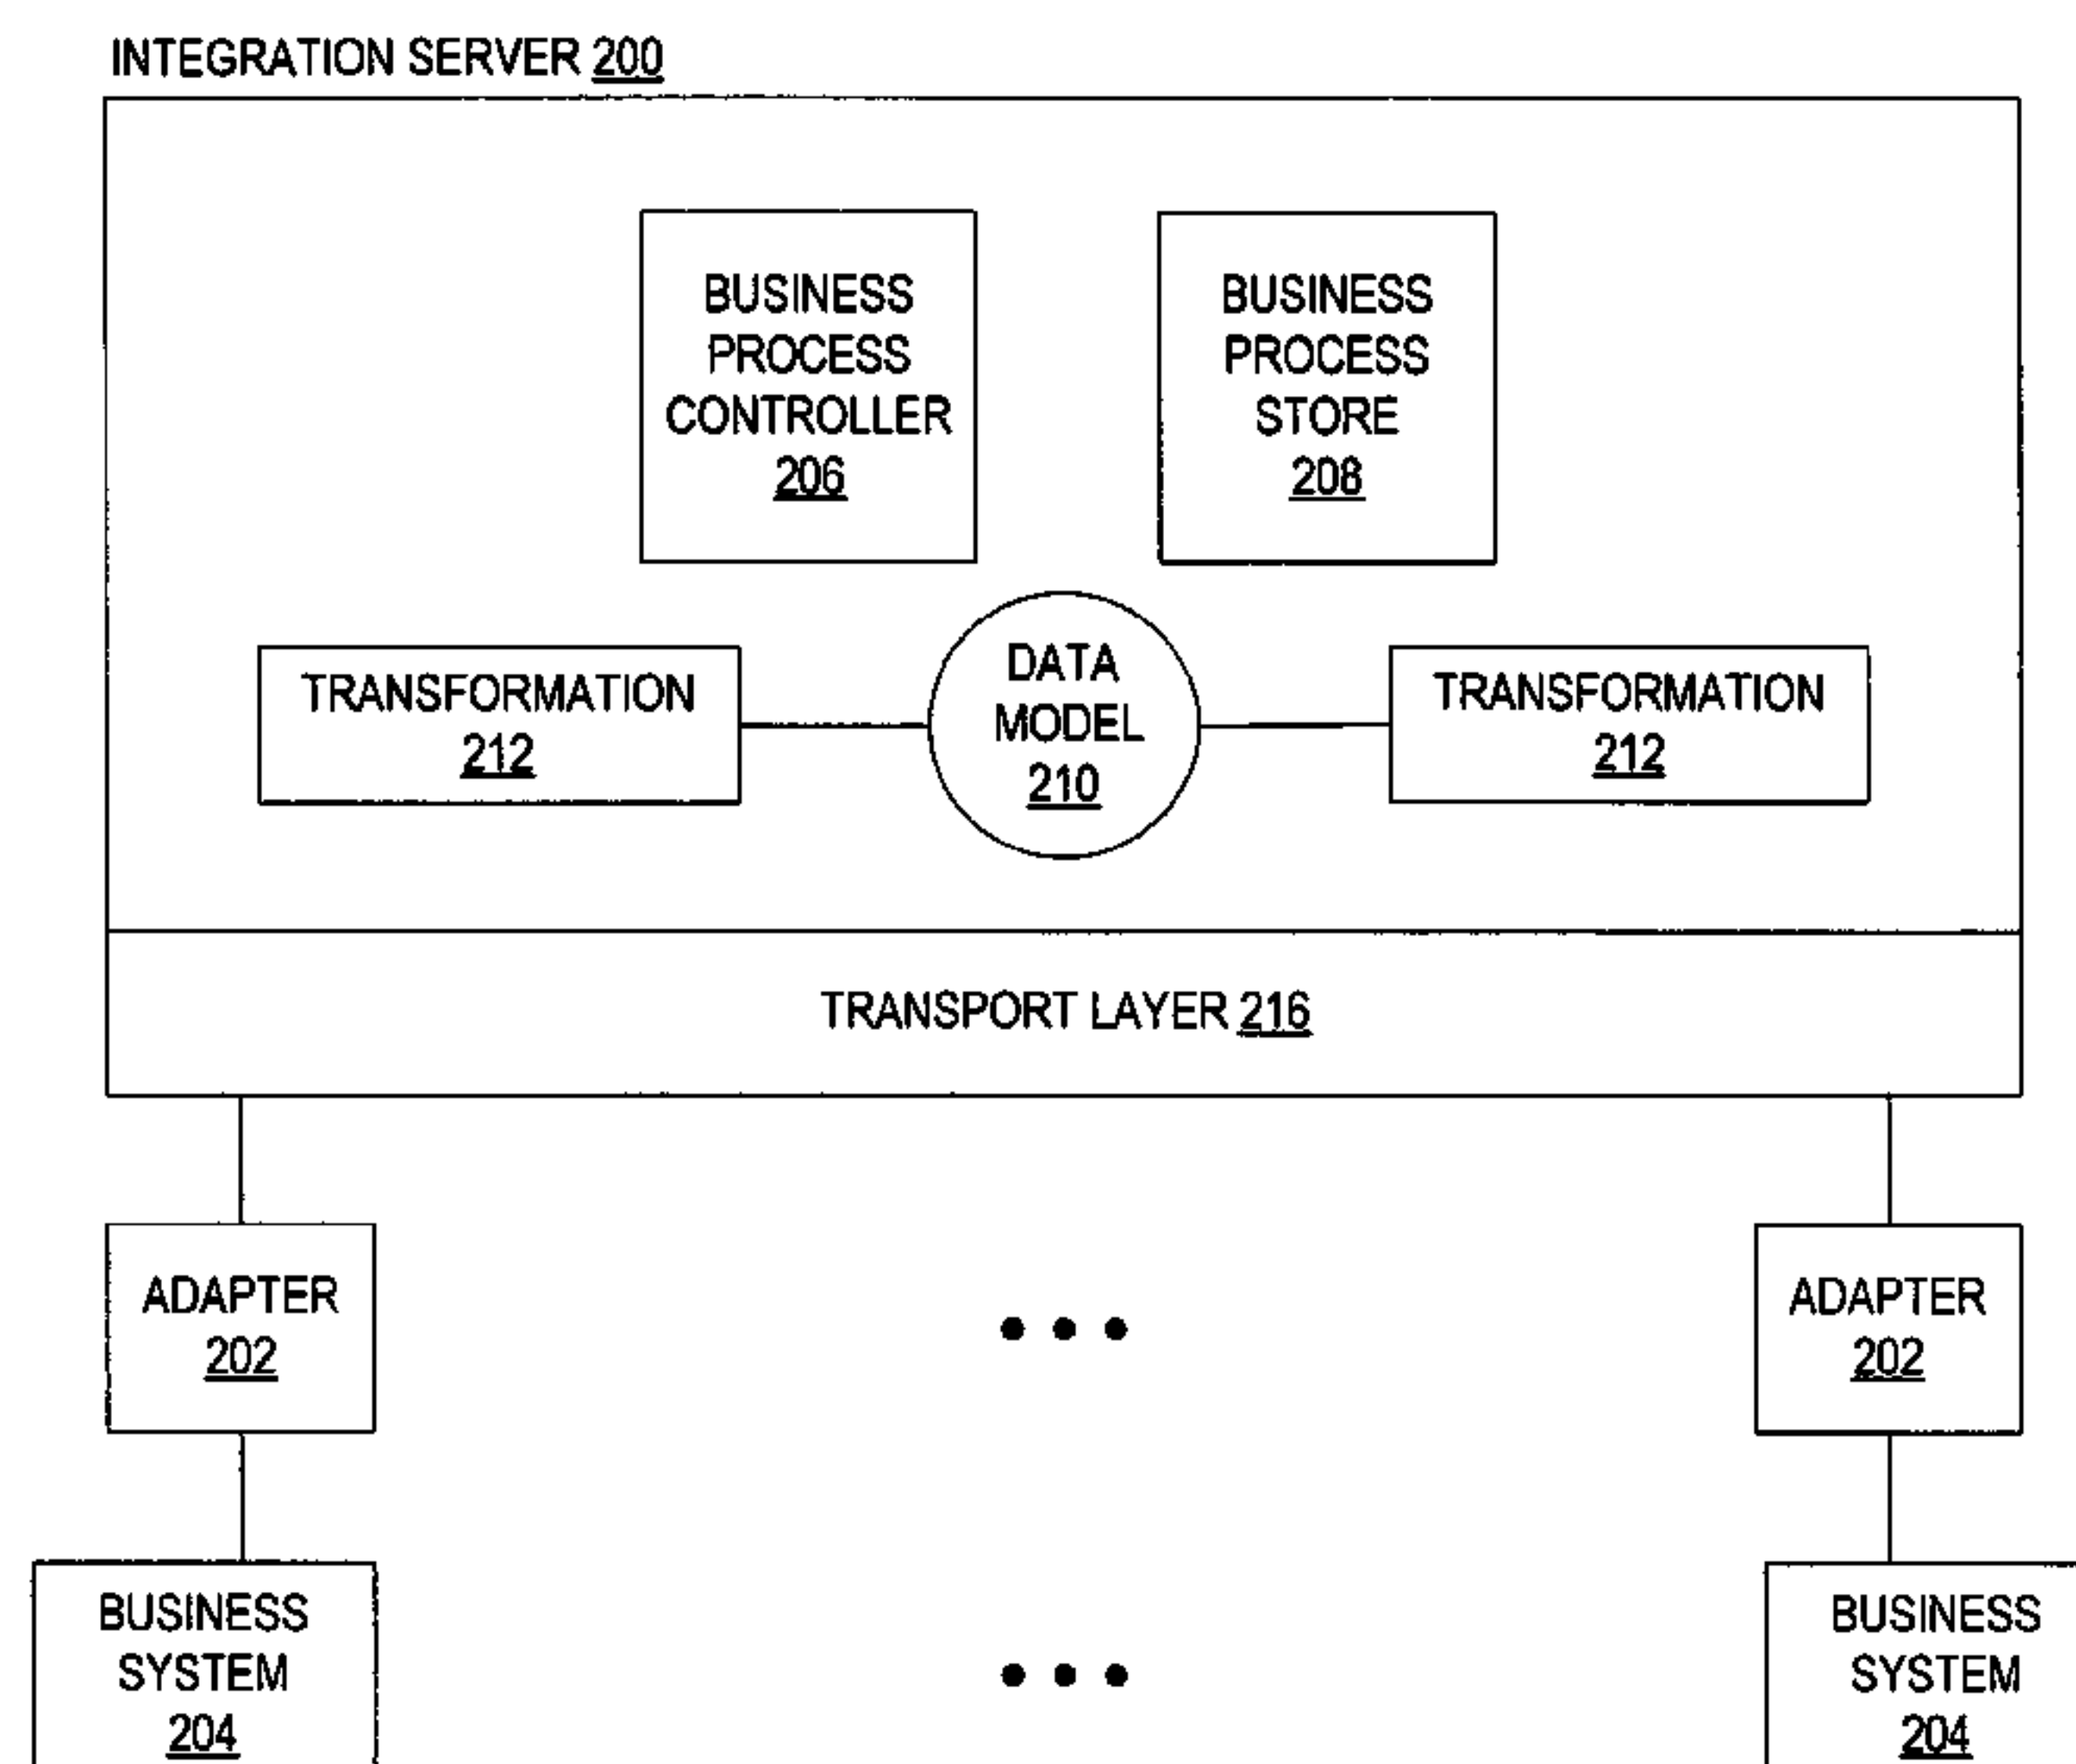 INTEGRATION SERVER 200
BUSINESS
PROCESS
CONTROLLER
206
BUSINESS
PROCESS
STORE
208
TRANSFORMATION
212
DATA
MODEL
210
TRANSFORMATION
212
TRANSPORT LAYER 216
ADAPTER
202
ADAPTER
202
BUSINESS
SYSTEM
204
BUSINESS
SYSTEM
204